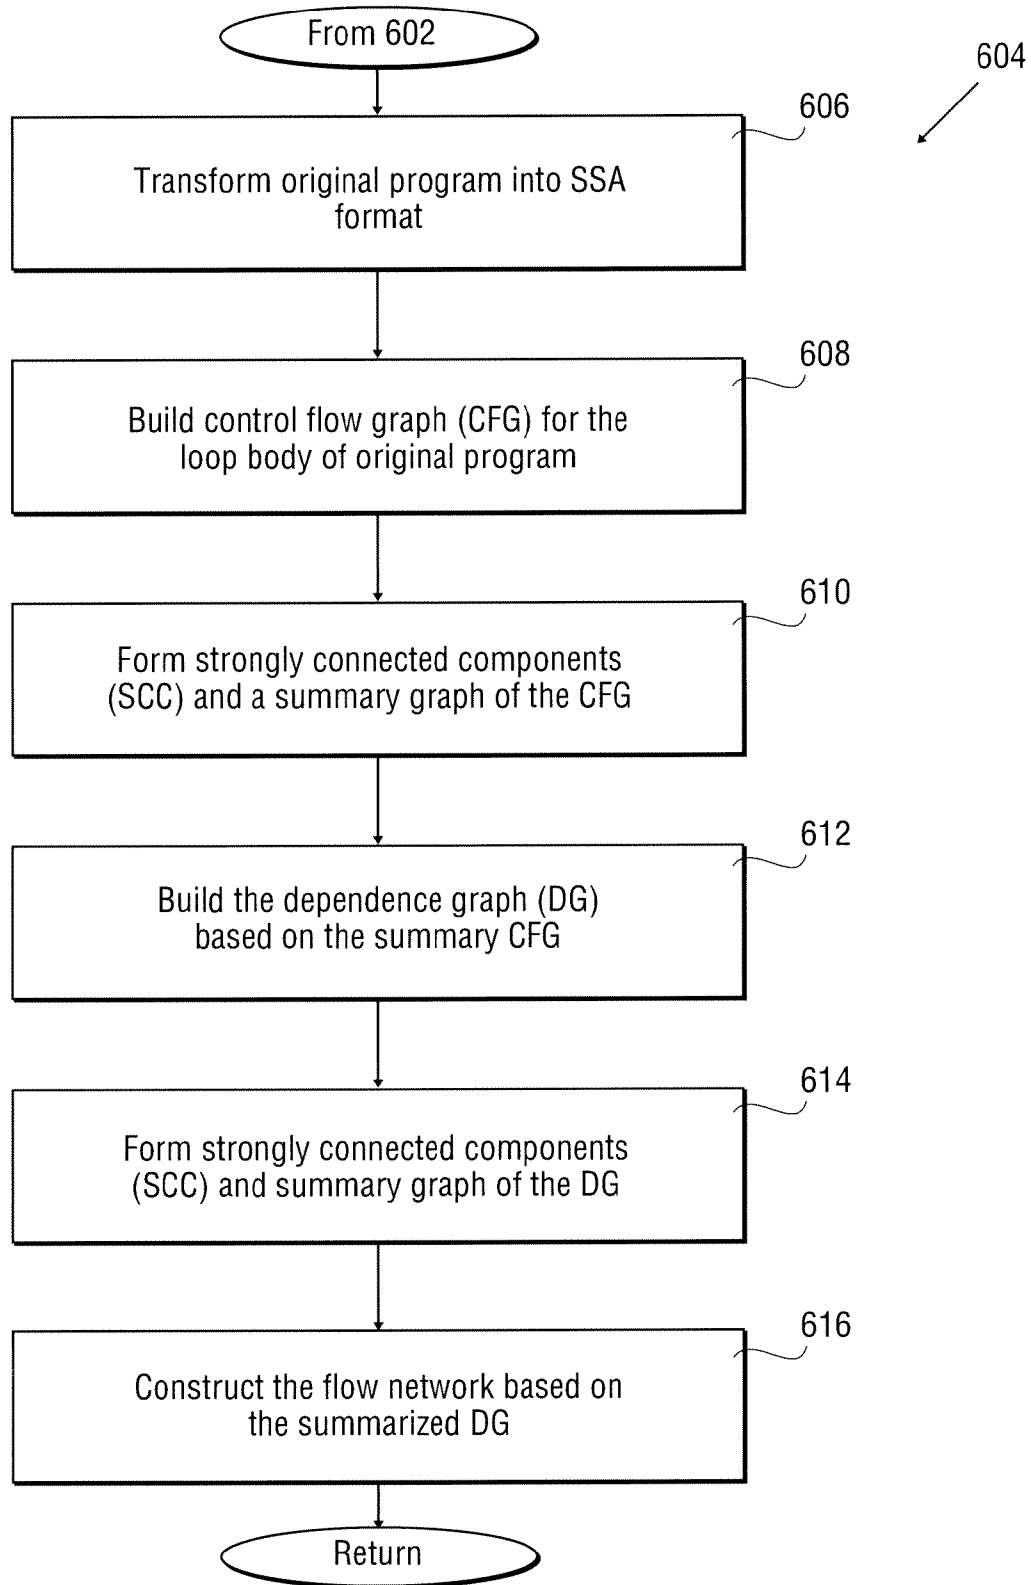 From 602
604
606
Transform original program into SSA
format
608
Build control flow graph (CFG) for the
loop body of original program
610
Form strongly connected components
(SCC) and a summary graph of the CFG
612
Build the dependence graph (DG)
based on the summary CFG
614
Form strongly connected components
(SCC) and summary graph of the DG
616
Construct the flow network based on
the summarized DG
Return